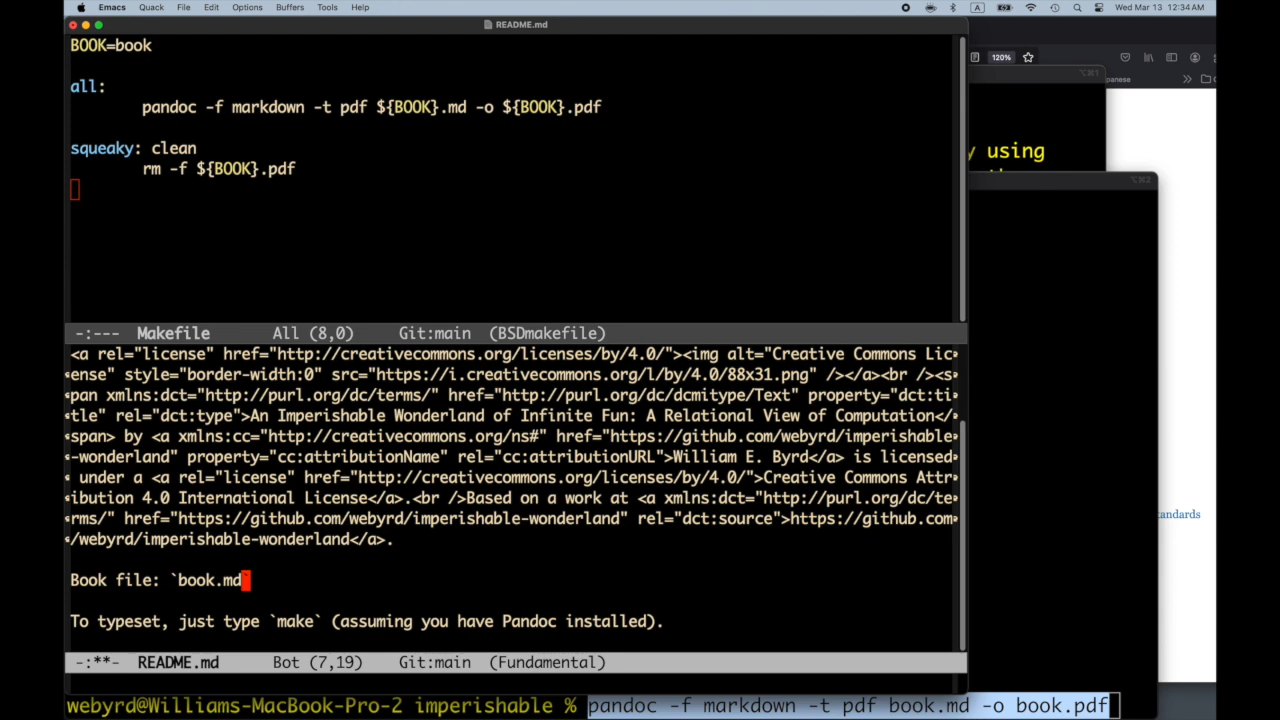 Emacs Quack File Edit Options Buffers Tools Help A Wed Mar 13 12:34 AM
README.md
BOOK=book
120%
⌥⌘1
panese
all:
pandoc -f markdown -t pdf ${BOOK}.md -o ${BOOK}.pdf
squeaky: clean
y using
rm -f ${BOOK}.pdf
⌥⌘2
-:--- Makefile All (8,0) Git:main (BSDmakefile)
<a rel="license" href="http://creativecommons.org/licenses/by/4.0/"><img alt="Creative Commons Lic
ense" style="border-width:0" src="https://i.creativecommons.org/l/by/4.0/88x31.png" /></a><br /><s
pan xmlns:dct="http://purl.org/dc/terms/" href="http://purl.org/dc/dcmitype/Text" property="dct:ti
tle" rel="dct:type">An Imperishable Wonderland of Infinite Fun: A Relational View of Computation</
span> by <a xmlns:cc="http://creativecommons.org/ns#" href="https://github.com/webyrd/imperishable
-wonderland" property="cc:attributionName" rel="cc:attributionURL">William E. Byrd</a> is licensed
under a <a rel="license" href="http://creativecommons.org/licenses/by/4.0/">Creative Commons Attr
ibution 4.0 International License</a>.<br />Based on a work at <a xmlns:dct="http://purl.org/dc/te
rms/" href="https://github.com/webyrd/imperishable-wonderland" rel="dct:source">https://github.com
/webyrd/imperishable-wonderland</a>.
tandards
Book file: `book.md`
To typeset, just type `make` (assuming you have Pandoc installed).
-:**- README.md Bot (7,19) Git:main (Fundamental)
webyrd@Williams-MacBook-Pro-2 imperishable % pandoc -f markdown -t pdf book.md -o book.pdf